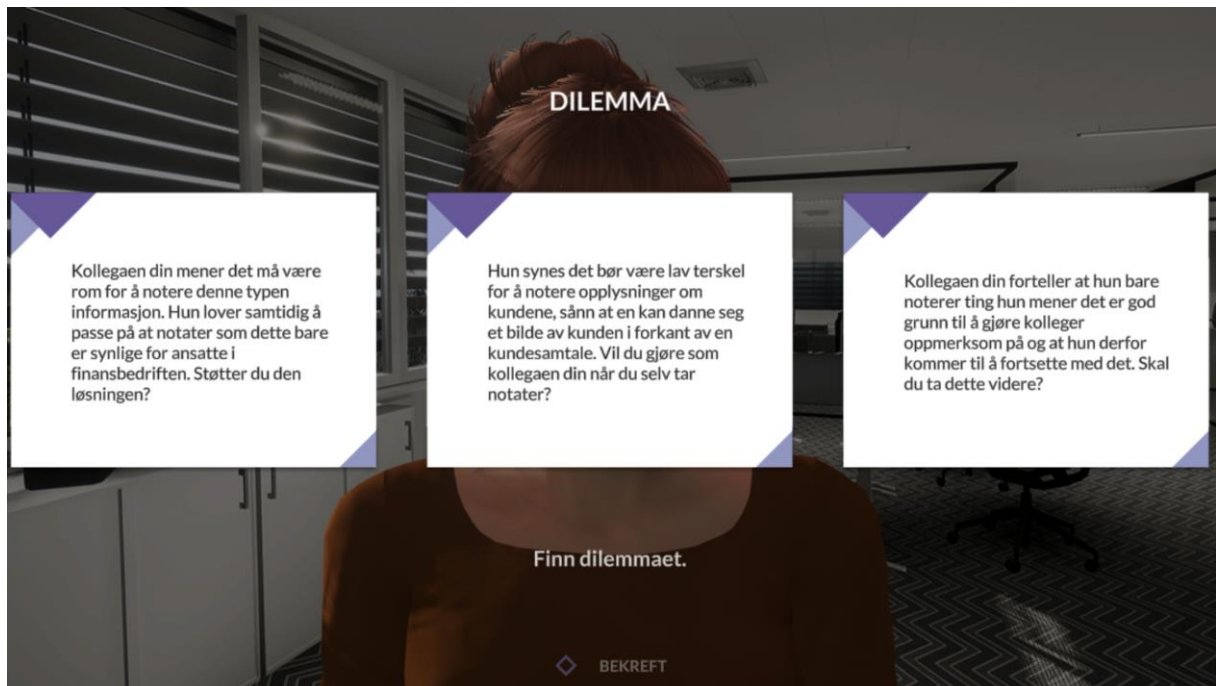 DILEMMA
Kollegaen din mener det må være
rom for å notere denne typen
informasjon. Hun lover samtidig å
passe på at notater som dette bare
er synlige for ansatte i
finansbedriften. Støtter du den
løsningen?
Hun synes det bør være lav terskel
for å notere opplysninger om
kundene, sånn at en kan danne seg
et bilde av kunden i forkant av en
kundesamtale. Vil du gjøre som
kollegaen din når du selv tar
notater?
Kollegaen din forteller at hun bare
noterer ting hun mener det er god
grunn til å gjøre kolleger
oppmerksom på og at hun derfor
kommer til å fortsette med det. Skal
du ta dette videre?
Finn dilemmaet.
BEKREFT